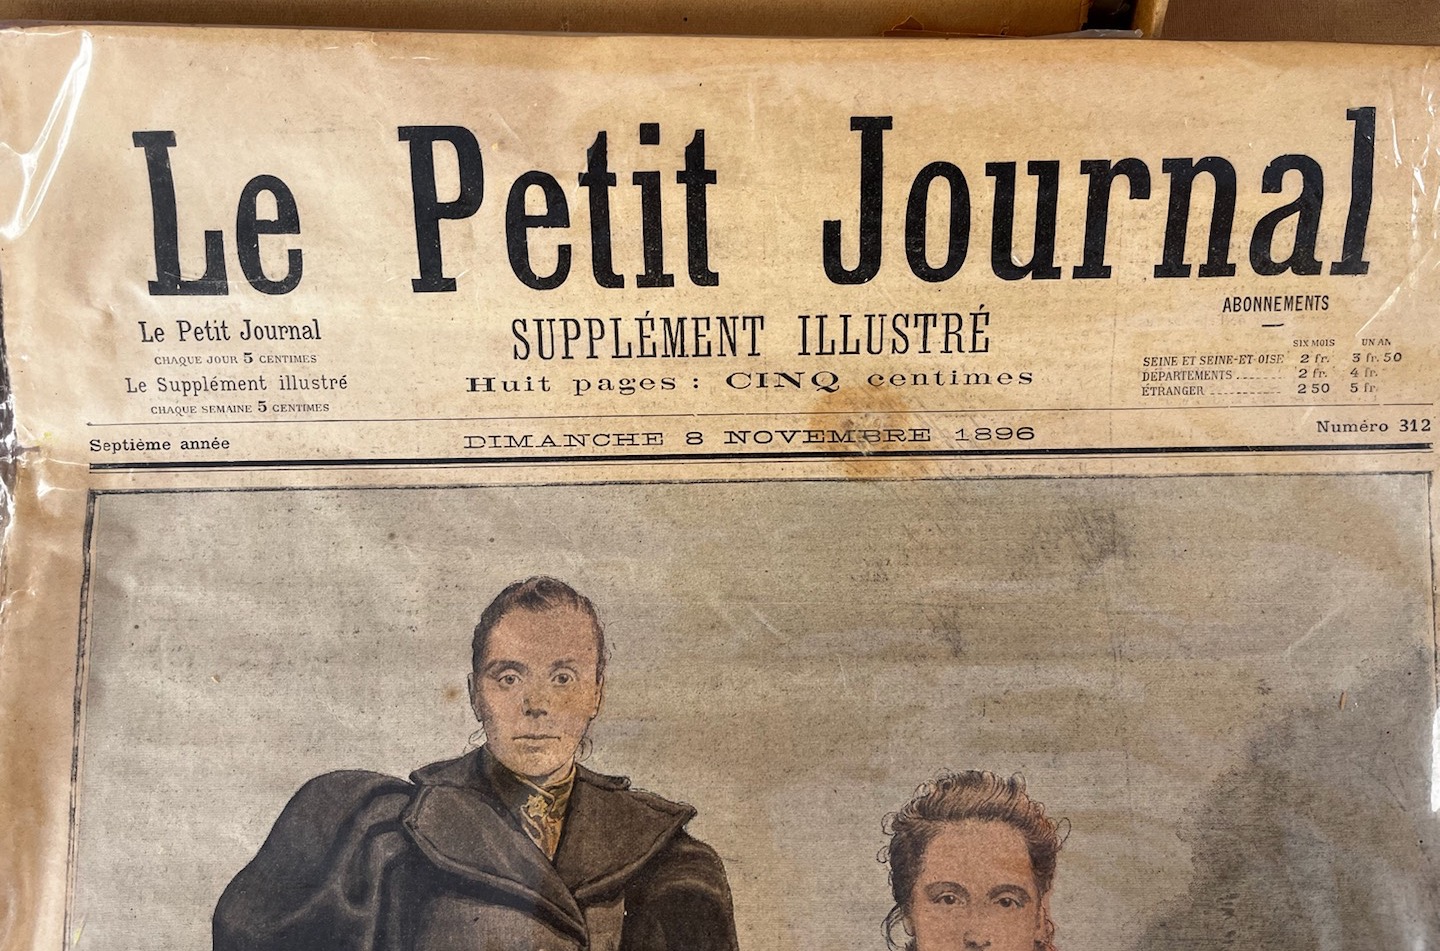 Le Petit Journal
Le Petit Journal
CHAQUE JOUR 5 CENTIMES
Le Supplément illustré
CHAQUE SEMAINE 5 CENTIMES
SUPPLÉMENT ILLUSTRÉ
Huit pages : CINQ centimes
ABONNEMENTS
SIX MOIS UN AN
SEINE ET SEINE-ET-OISE 2 fr. 3 fr. 50
DÉPARTEMENTS 2 fr. 4 fr.
ÉTRANGER 2 50 5 fr.
Septième année
DIMANCHE 8 NOVEMBRE 1896
Numéro 312